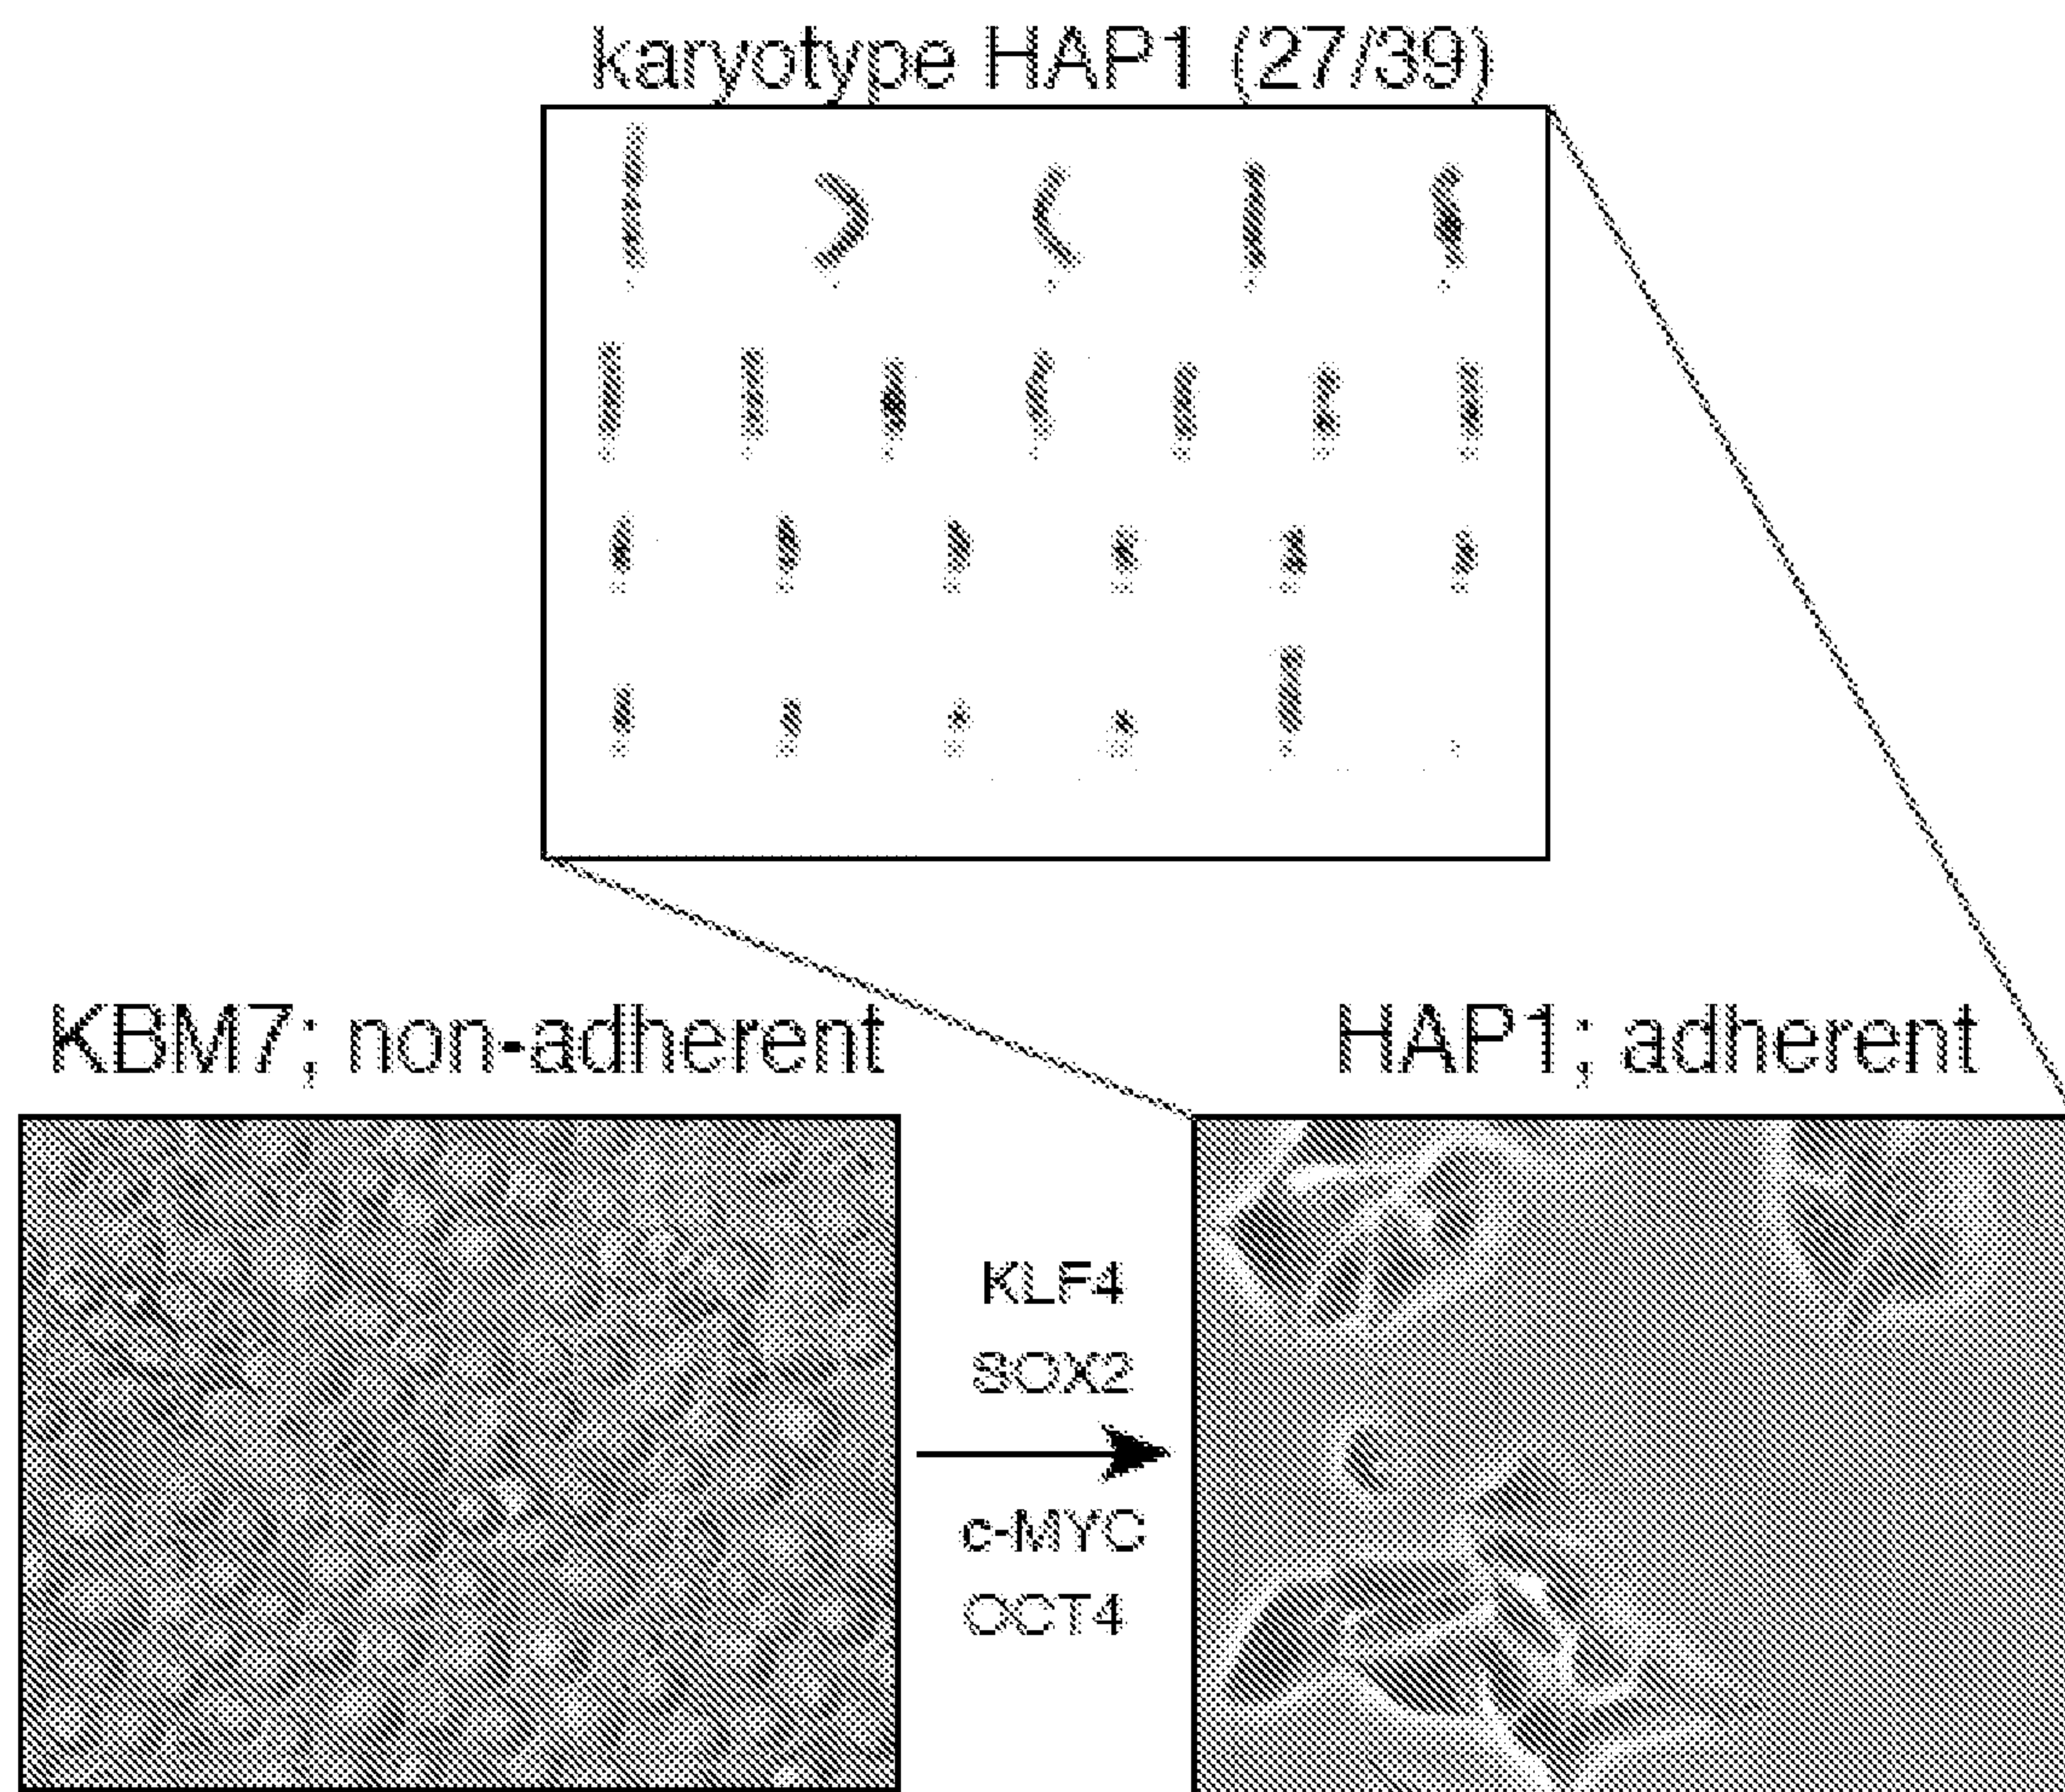 karyotype HAP1 (27/39)
KBM7; non-adherent
HAP1; adherent
KLF4
SOX2
c-MYC
OCT4